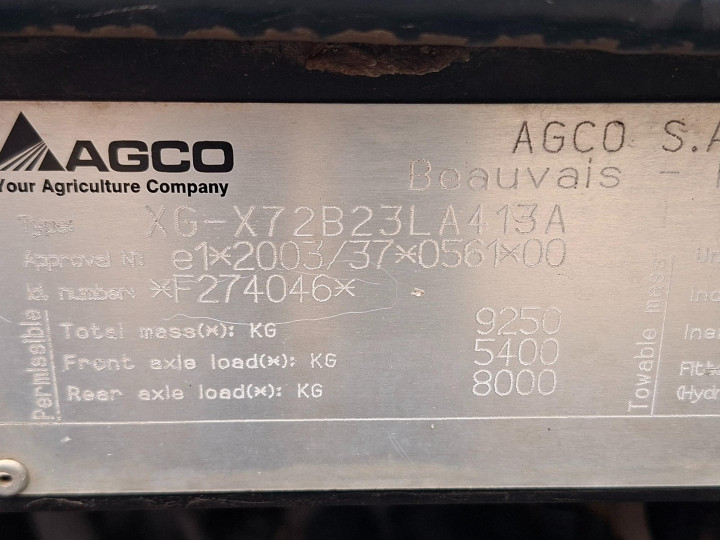 AGCO
Your Agriculture Company
AGCO S.A
Beauvais -
Type: XG-X72B23LA413A
Approval N: e1*2003/37*0561*00
Id. number: *F274046*
Permissible
Total mass(*): KG 9250
Front axle load(*): KG 5400
Rear axle load(*): KG 8000
Towable mass
(Hydr